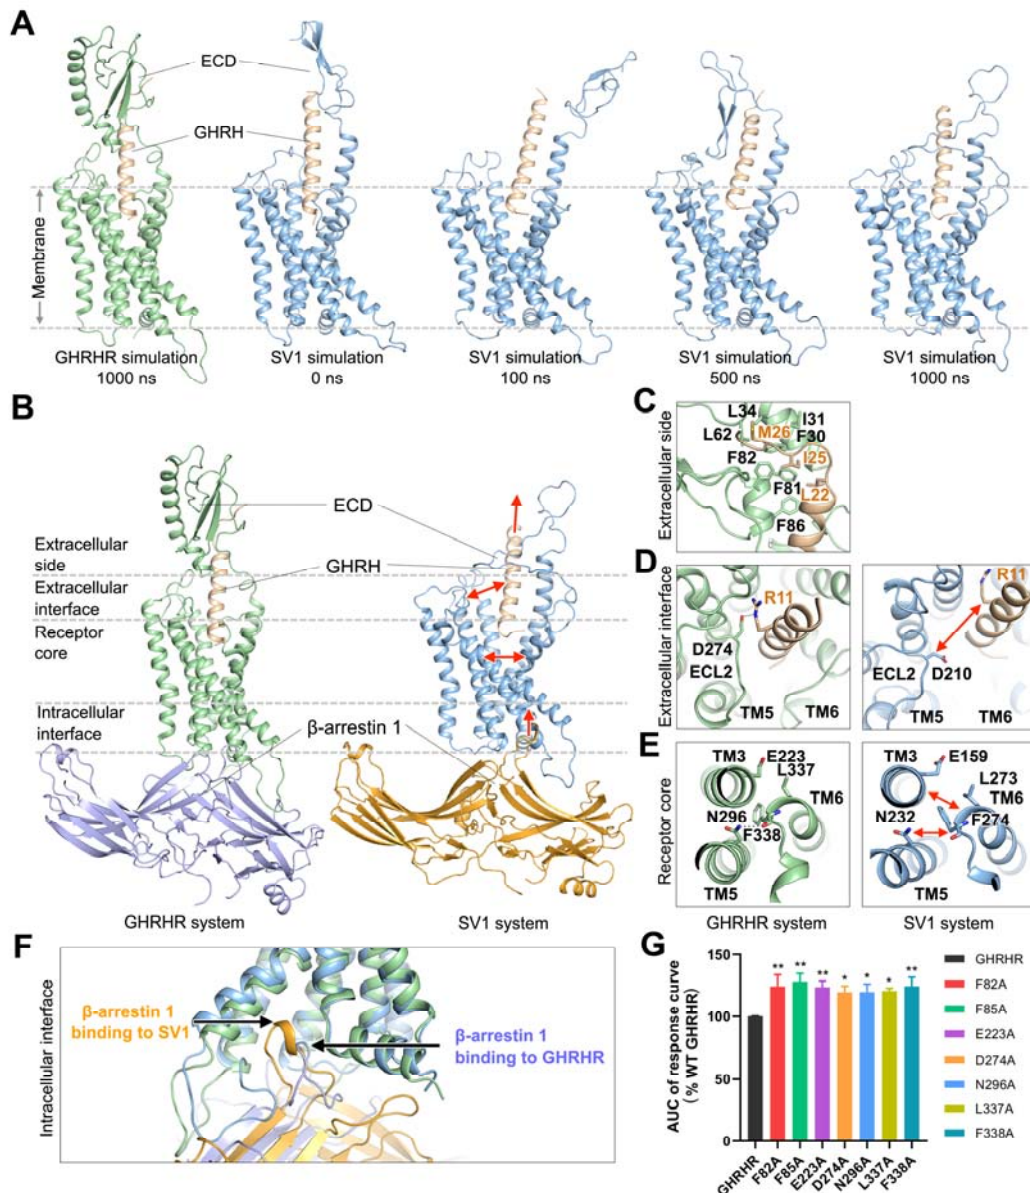 A
ECD
GHRH
Membrane
GHRHR simulation
1000 ns
SV1 simulation
0 ns
SV1 simulation
100 ns
SV1 simulation
500 ns
SV1 simulation
1000 ns
B
ECD
Extracellular
side
GHRH
Extracellular
interface
Receptor
core
Intracellular
interface
β-arrestin 1
GHRHR system
SV1 system
C
Extracellular side
L34
I31
M26
L62
F30
F82
I25
F81
L22
F86
D
Extracellular interface
R11
D274
ECL2
TM5
TM6
R11
ECL2
D210
TM5
TM6
E
Receptor core
TM3
E223
L337
TM6
N296
F338
TM5
GHRHR system
TM3
E159
L273
TM6
N232
F274
TM5
SV1 system
F
Intracellular interface
β-arrestin 1
binding to SV1
β-arrestin 1
binding to GHRHR
G
AUC of response curve
(% WT GHRHR)
150
100
50
0
** ** ** * * * **
GHRHR
F82A
F85A
E223A
D274A
N296A
L337A
F338A
GHRHR
F82A
F85A
E223A
D274A
N296A
L337A
F338A